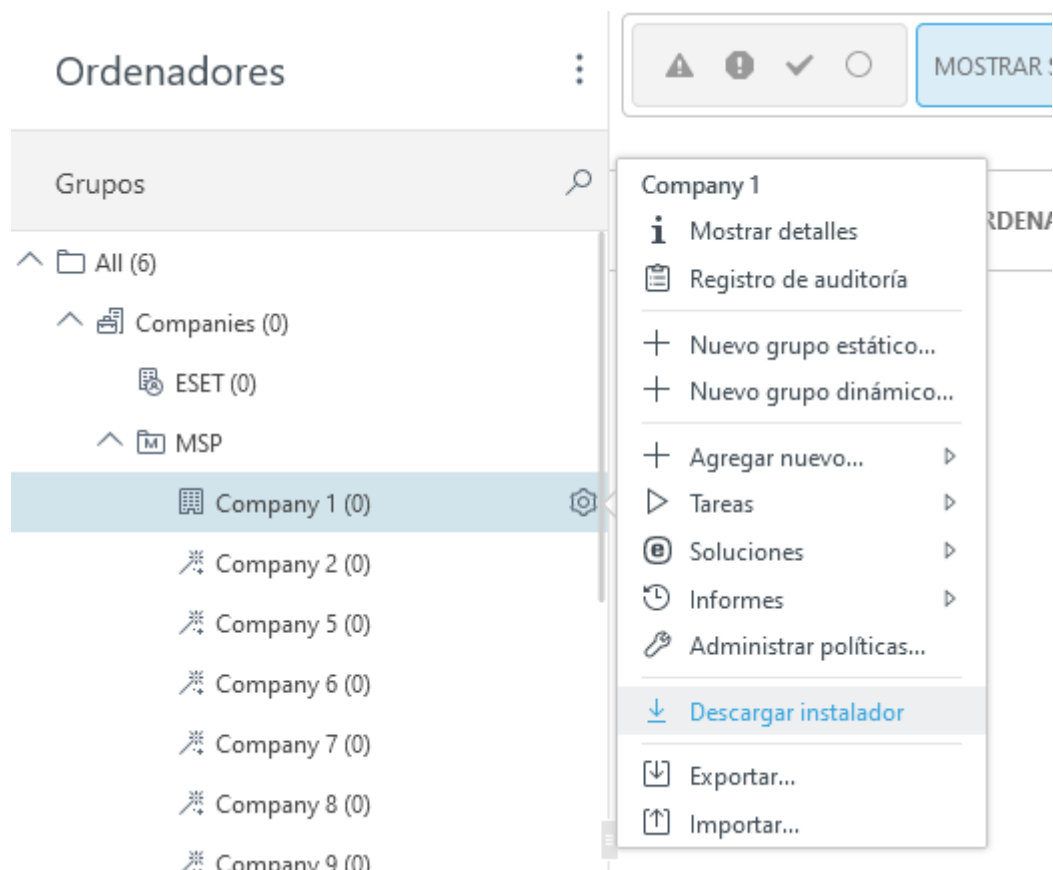 Ordenadores
MOSTRAR
Grupos
All (6)
Companies (0)
ESET (0)
MSP
Company 1 (0)
Company 2 (0)
Company 5 (0)
Company 6 (0)
Company 7 (0)
Company 8 (0)
Company 9 (0)
Company 1
Mostrar detalles
Registro de auditoría
Nuevo grupo estático...
Nuevo grupo dinámico...
Agregar nuevo...
Tareas
Soluciones
Informes
Administrar políticas...
Descargar instalador
Exportar...
Importar...